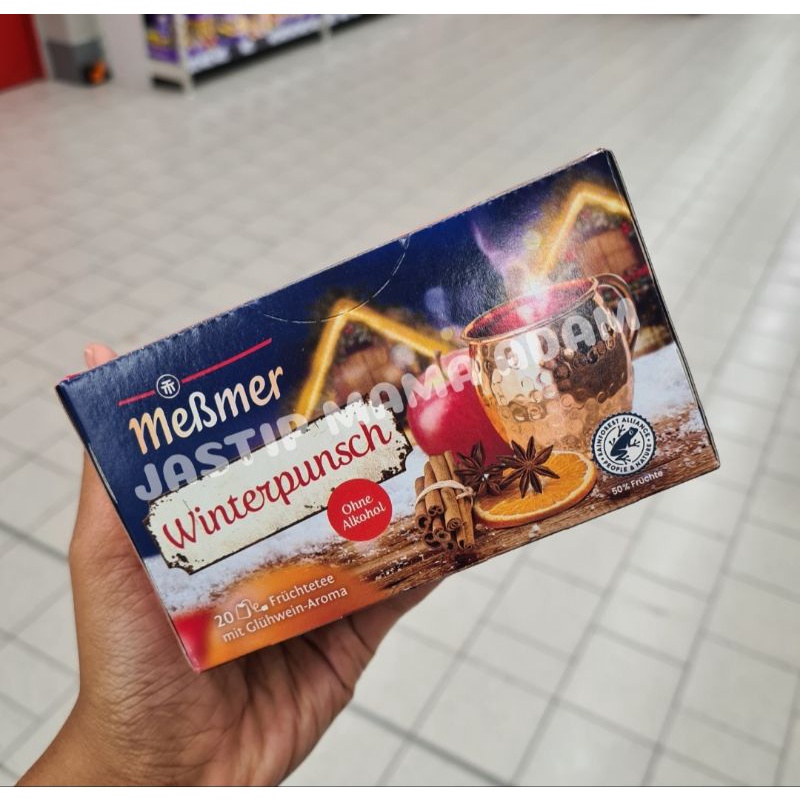 Meßmer
JASTIP MAMA ADAM
Winterpunsch
Ohne
Alkohol
20 Früchtetee
mit Glühwein-Aroma
RAINFOREST ALLIANCE
PEOPLE & NATURE
50% Früchte